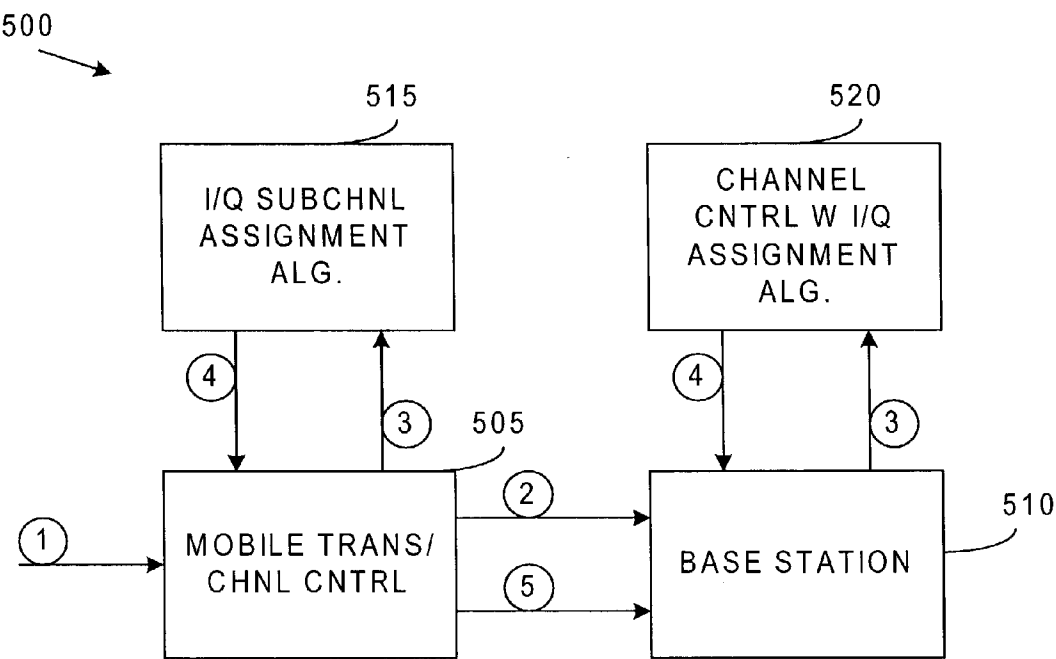 500
515
520
I/Q SUBCHNL
ASSIGNMENT
ALG.
CHANNEL
CNTRL W I/Q
ASSIGNMENT
ALG.
4
3
4
3
505
510
1
2
5
MOBILE TRANS/
CHNL CNTRL
BASE STATION